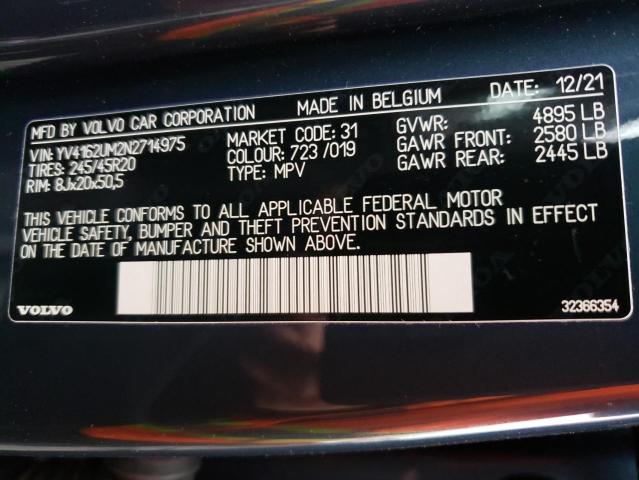 MFD BY VOLVO CAR CORPORATION MADE IN BELGIUM DATE: 12/21
VIN: YV4162UM2N2714975 MARKET CODE: 31 GVWR: 4895 LB
TIRES: 245/45R20 COLOUR: 723 /019 GAWR FRONT: 2580 LB
RIM: 8Jx20x50,5 TYPE: MPV GAWR REAR: 2445 LB
THIS VEHICLE CONFORMS TO ALL APPLICABLE FEDERAL MOTOR
VEHICLE SAFETY, BUMPER AND THEFT PREVENTION STANDARDS IN EFFECT
ON THE DATE OF MANUFACTURE SHOWN ABOVE.
VOLVO 32366354